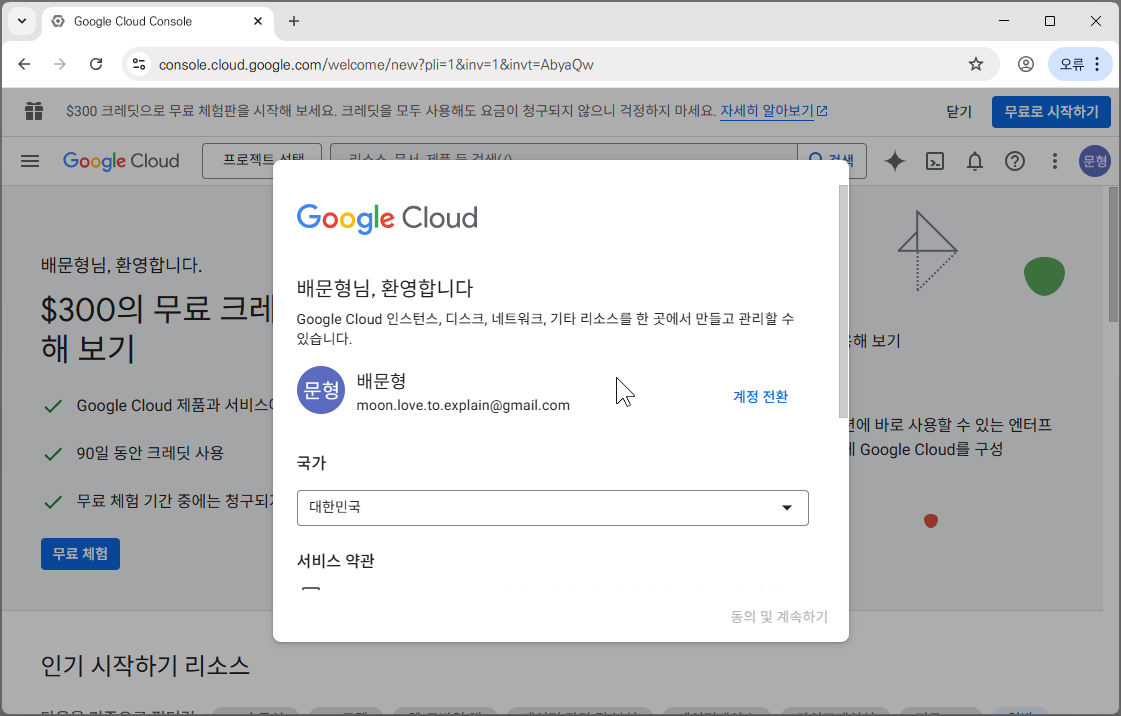 Google Cloud Console
console.cloud.google.com/welcome/new?pli=1&inv=1&invt=AbyaQw
오류
$300 크레딧으로 무료 체험판을 시작해 보세요. 크레딧을 모두 사용해도 요금이 청구되지 않으니 걱정하지 마세요. 자세히 알아보기
닫기
무료로 시작하기
Google Cloud
프로젝트 선택
리소스, 문서, 제품 등 검색(/)
검색
문형
배문형님, 환영합니다.
$300의 무료 크레
해 보기
Google Cloud 제품과 서비스에
90일 동안 크레딧 사용
무료 체험 기간 중에는 청구되지
무료 체험
Google Cloud
배문형님, 환영합니다
Google Cloud 인스턴스, 디스크, 네트워크, 기타 리소스를 한 곳에서 만들고 관리할 수
있습니다.
문형
배문형
moon.love.to.explain@gmail.com
계정 전환
국가
대한민국
서비스 약관
동의 및 계속하기
해 보기
에 바로 사용할 수 있는 엔터프
Google Cloud를 구성
인기 시작하기 리소스